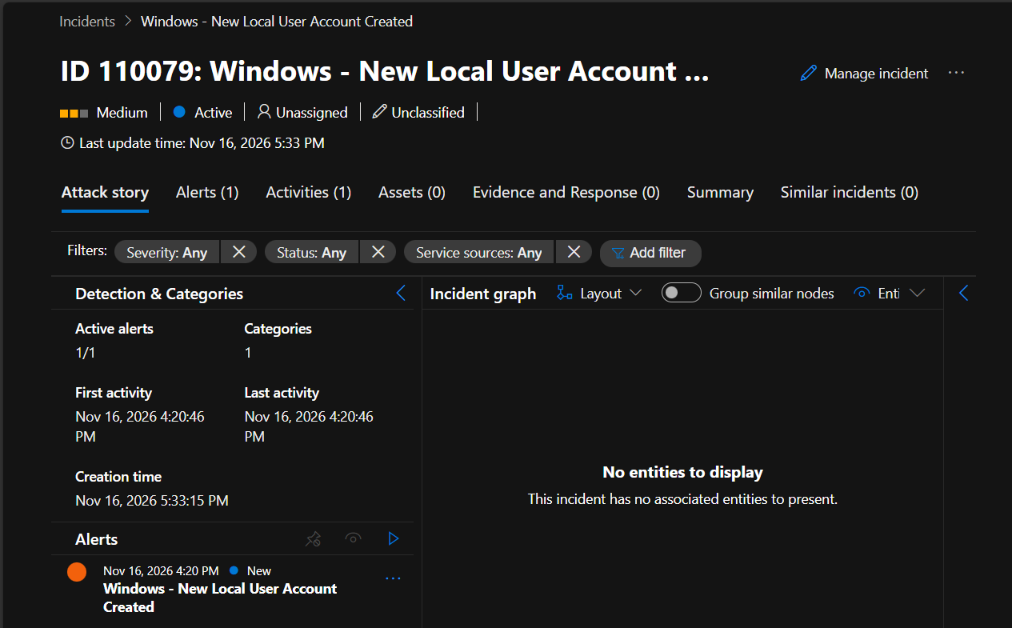 Incidents > Windows - New Local User Account Created
ID 110079: Windows - New Local User Account ...
Manage incident ...
Medium | Active | Unassigned | Unclassified |
Last update time: Nov 16, 2026 5:33 PM
Attack story Alerts (1) Activities (1) Assets (0) Evidence and Response (0) Summary Similar incidents (0)
Filters: Severity: Any Status: Any Service sources: Any Add filter
Detection & Categories
Active alerts Categories
1/1 1
First activity Last activity
Nov 16, 2026 4:20:46 Nov 16, 2026 4:20:46
PM PM
Creation time
Nov 16, 2026 5:33:15 PM
Alerts
Nov 16, 2026 4:20 PM New
Windows - New Local User Account
Created
...
Incident graph Layout Group similar nodes Enti
No entities to display
This incident has no associated entities to present.